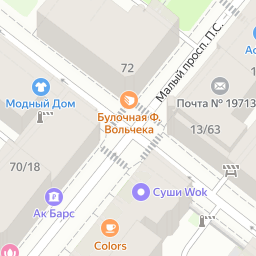 72
Малый просп. П.С.
Ас
Модный Дом
Булочная Ф.
Вольчека
Почта № 19713
13/63
70/18
Суши Wok
Ак Барс
Colors